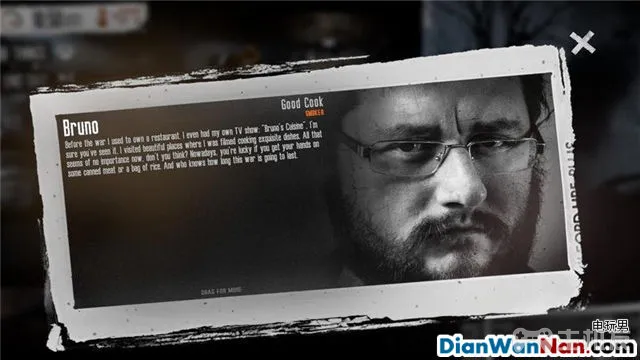 Good Cook
SMOKER
Bruno
Before the war I used to own a restaurant. I even had my own TV show: "Bruno's Cuisine". I'm
sure you've seen it. I visited beautiful places where I was filmed cooking exquisite dishes. All that
seems of no importance now, don't you think? Nowadays, you're lucky if you get your hands on
some canned meat or a bag of rice. And who knows how long this war is going to last.
DRAG FOR MORE
电玩男
DianWanNan.com